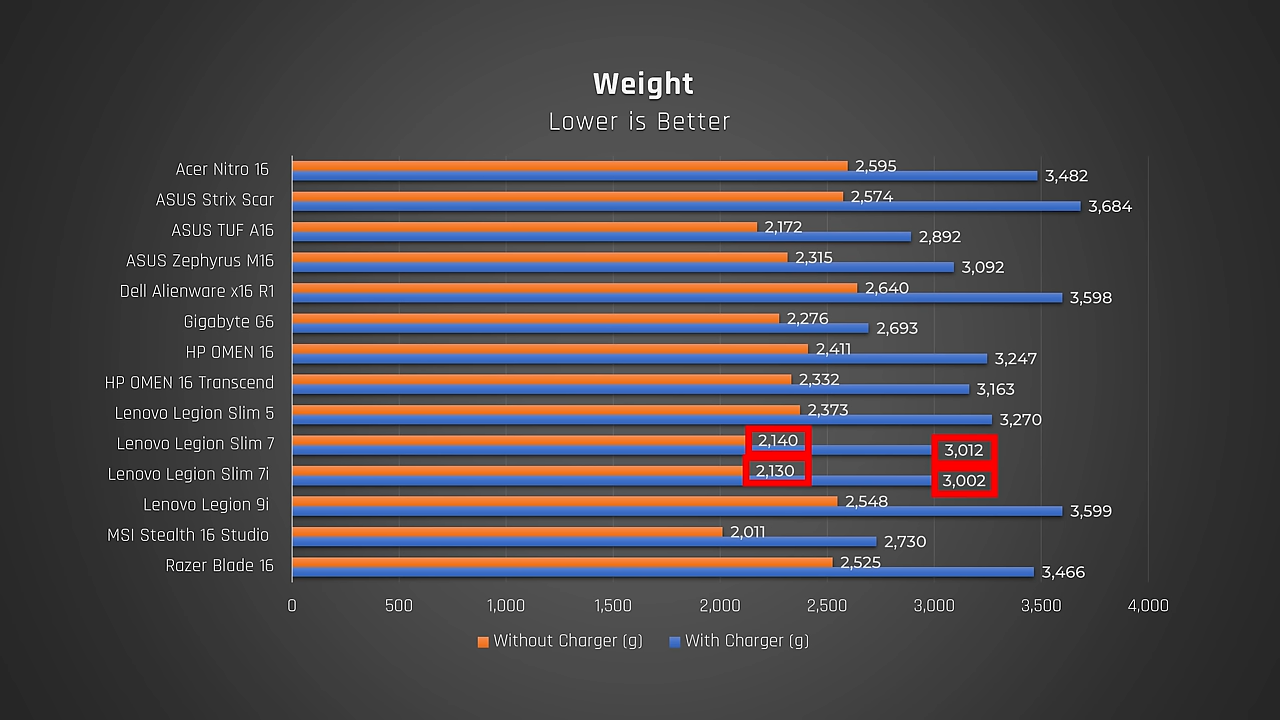 Weight
Lower is Better
Acer Nitro 16 2,595 3,482
ASUS Strix Scar 2,574 3,684
ASUS TUF A16 2,172 2,892
ASUS Zephyrus M16 2,315 3,092
Dell Alienware x16 R1 2,640 3,598
Gigabyte G6 2,276 2,693
HP OMEN 16 2,411 3,247
HP OMEN 16 Transcend 2,332 3,163
Lenovo Legion Slim 5 2,373 3,270
Lenovo Legion Slim 7 2,140 3,012
Lenovo Legion Slim 7i 2,130 3,002
Lenovo Legion 9i 2,548 3,599
MSI Stealth 16 Studio 2,011 2,730
Razer Blade 16 2,525 3,466
0 500 1,000 1,500 2,000 2,500 3,000 3,500 4,000
Without Charger (g) With Charger (g)